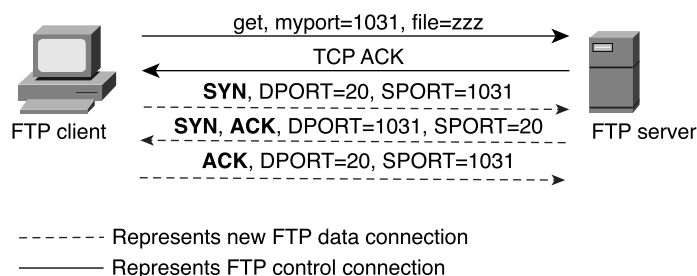 get, myport=1031, file=zzz
TCP ACK
SYN, DPORT=20, SPORT=1031
SYN, ACK, DPORT=1031, SPORT=20
ACK, DPORT=20, SPORT=1031
FTP client
FTP server
Represents new FTP data connection
Represents FTP control connection